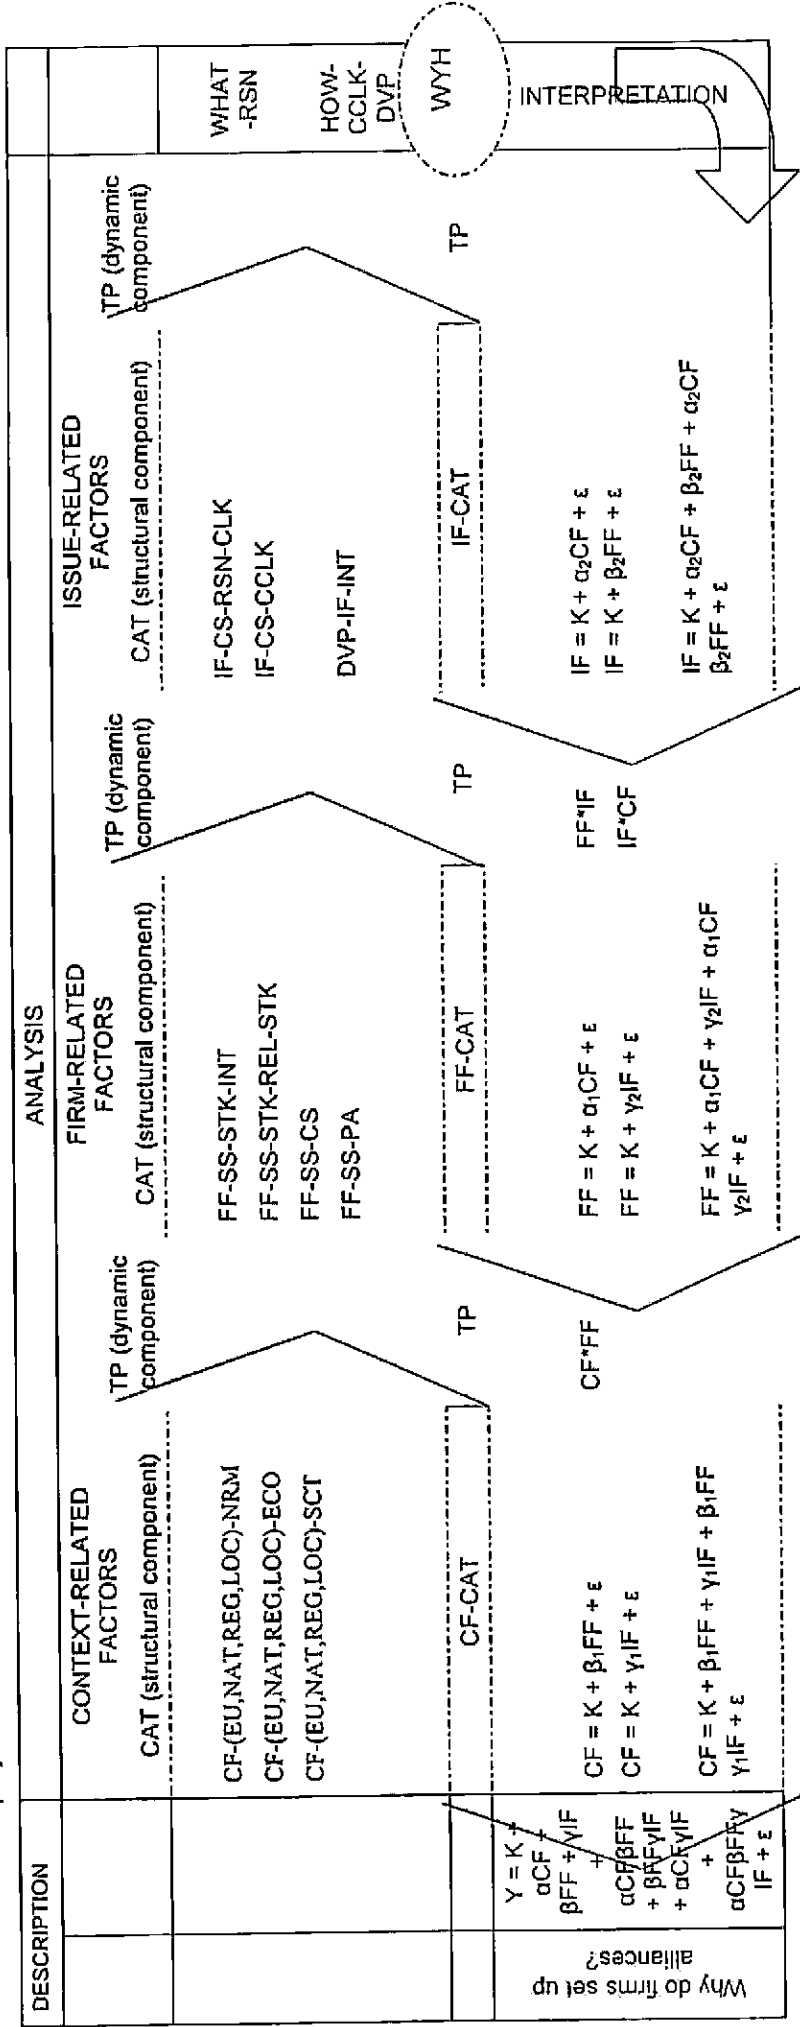 DESCRIPTION
ANALYSIS
CONTEXT-RELATED
FACTORS
FIRM-RELATED
FACTORS
ISSUE-RELATED
FACTORS
CAT (structural component)
TP (dynamic
component)
CAT (structural component)
TP (dynamic
component)
CAT (structural component)
TP (dynamic
component)
CF-(EU,NAT,REG,LOC)-NRM
CF-(EU,NAT,REG,LOC)-ECO
CF-(EU,NAT,REG,LOC)-SCT
FF-SS-STK-INT
FF-SS-STK-REL-STK
FF-SS-CS
FF-SS-PA
IF-CS-RSN-CLK
IF-CS-CCLK
DVP-IF-INT
WHAT
-RSN
HOW-
CCLK-
DVP
CF-CAT
TP
FF-CAT
TP
IF-CAT
TP
WYH
Why do firms set up
alliances?
Y = K +
αCF +
βFF + γIF
+
αCFβFF
+ βFFγIF
+ αCFγIF
+
αCFβFFγ
IF + ε
CF = K + β₁FF + ε
CF = K + γ₁IF + ε
CF = K + β₁FF + γ₁IF + β₁FF
γ₁IF + ε
CF*FF
FF = K + α₁CF + ε
FF = K + γ₂IF + ε
FF = K + α₁CF + γ₂IF + α₁CF
γ₂IF + ε
FF*IF
IF*CF
IF = K + α₂CF + ε
IF = K + β₂FF + ε
IF = K + α₂CF + β₂FF + α₂CF
β₂FF + ε
INTERPRETATION